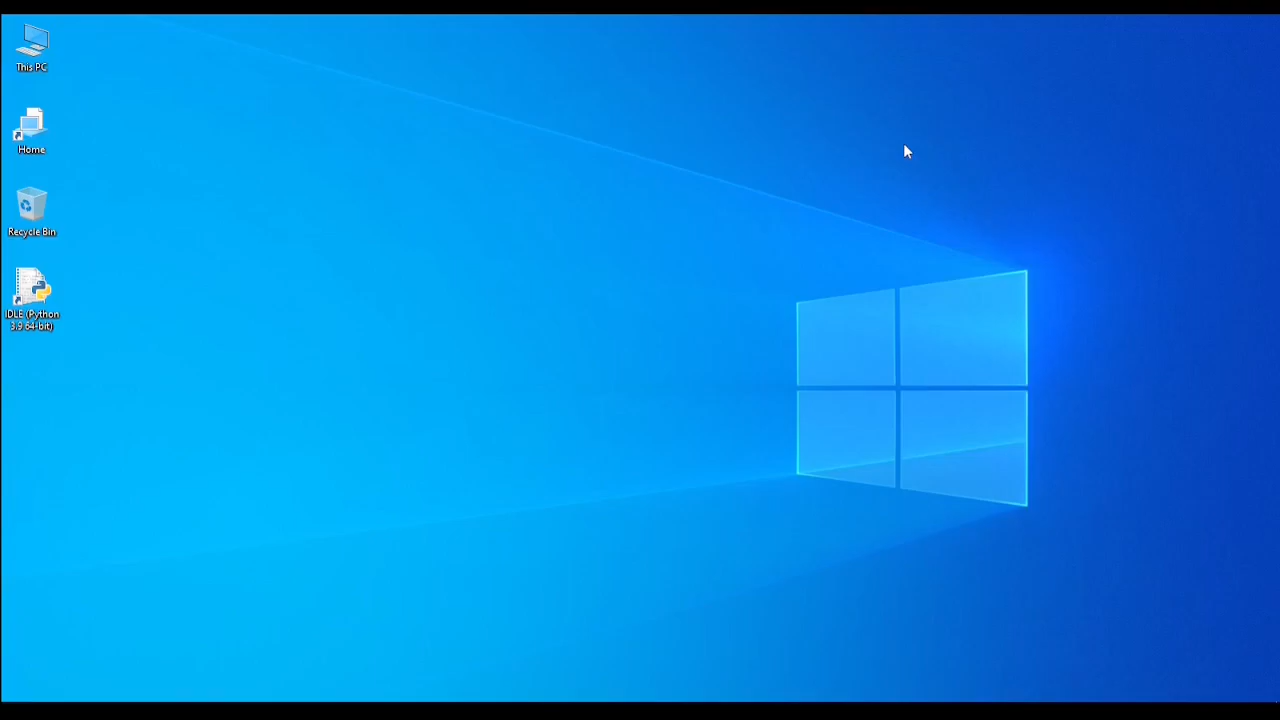 This PC
Home
Recycle Bin
IDLE (Python
3.9 64-bit)